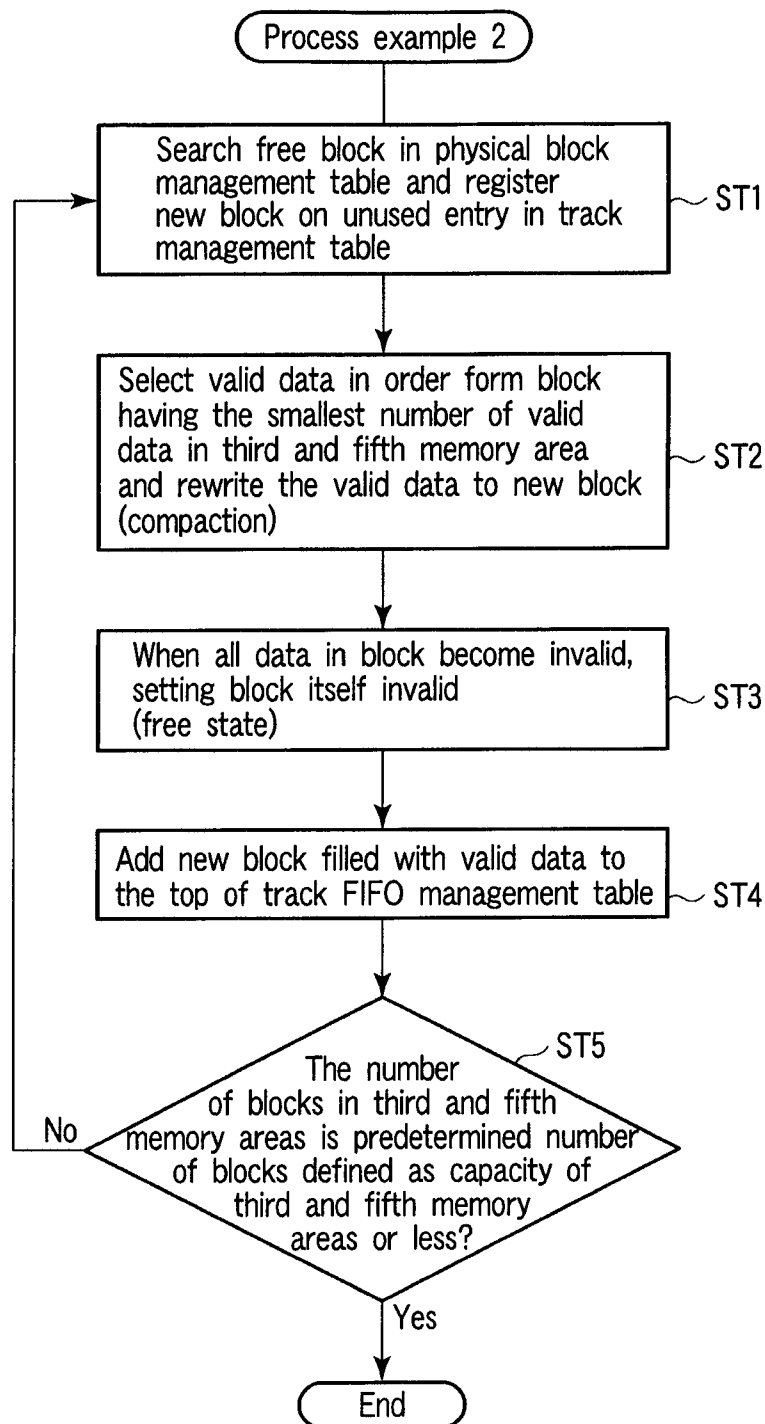 Process example 2
Search free block in physical block
management table and register
new block on unused entry in track
management table
ST1
Select valid data in order form block
having the smallest number of valid
data in third and fifth memory area
and rewrite the valid data to new block
(compaction)
ST2
When all data in block become invalid,
setting block itself invalid
(free state)
ST3
Add new block filled with valid data to
the top of track FIFO management table
ST4
ST5
The number
of blocks in third and fifth
memory areas is predetermined number
of blocks defined as capacity of
third and fifth memory
areas or less?
No
Yes
End